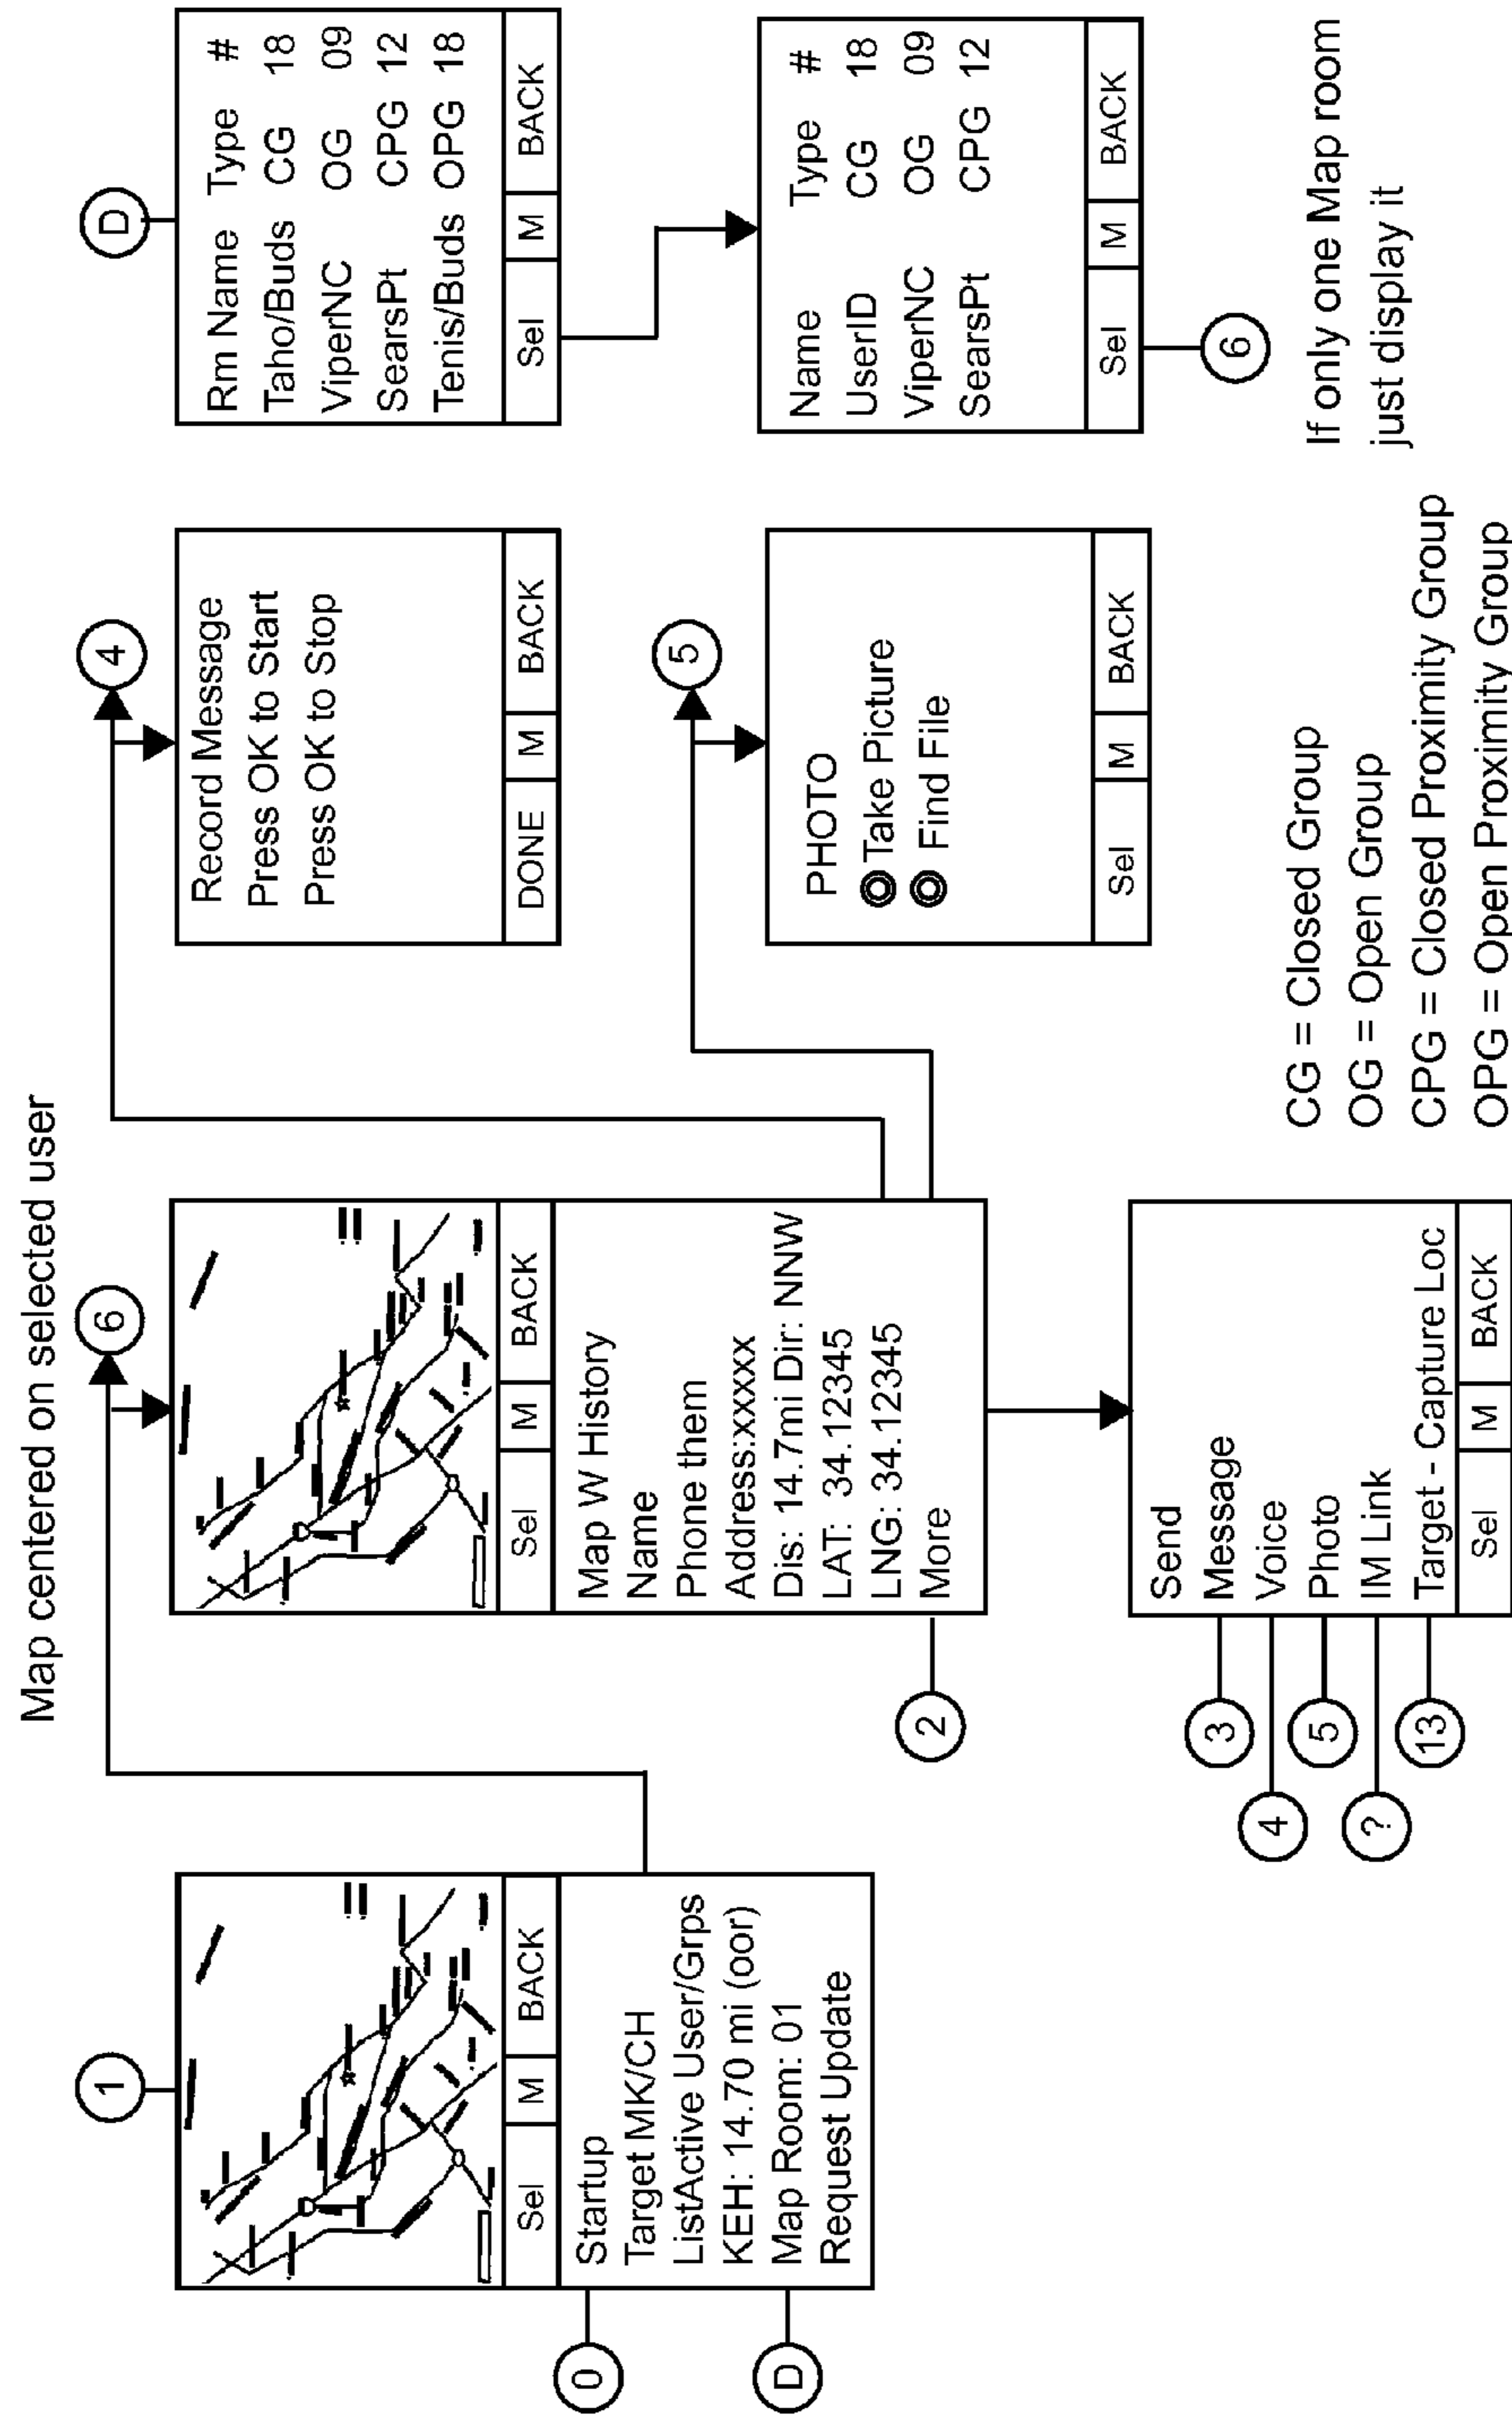 Map centered on selected user
1
Sel M BACK
Startup
Target MK/CH
ListActive User/Grps
KEH: 14.70 mi (oor)
Map Room: 01
Request Update
0
D
6
Sel M BACK
Map W History
Name
Phone them
Address:xxxxx
Dis: 14.7mi Dir: NNW
LAT: 34.12345
LNG: 34.12345
More
2
Send
Message
Voice
Photo
IM Link
Target - Capture Loc
Sel M BACK
3
4
5
?
13
4
Record Message
Press OK to Start
Press OK to Stop
DONE M BACK
5
PHOTO
Take Picture
Find File
Sel M BACK
CG = Closed Group
OG = Open Group
CPG = Closed Proximity Group
OPG = Open Proximity Group
D
Rm Name Type #
Taho/Buds CG 18
ViperNC OG 09
SearsPt CPG 12
Tenis/Buds OPG 18
Sel M BACK
Name Type #
UserID CG 18
ViperNC OG 09
SearsPt CPG 12
Sel M BACK
6
If only one Map room
just display it